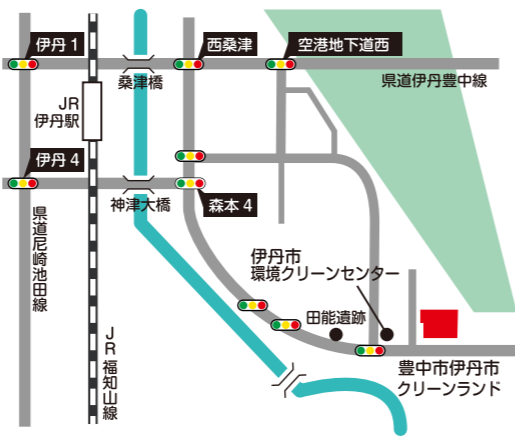 伊丹1
西桑津
空港地下道西
桑津橋
県道伊丹豊中線
JR
伊丹駅
伊丹4
神津大橋
森本4
県道尼崎池田線
伊丹市
環境クリーンセンター
田能遺跡
JR福知山線
豊中市伊丹市
クリーンランド